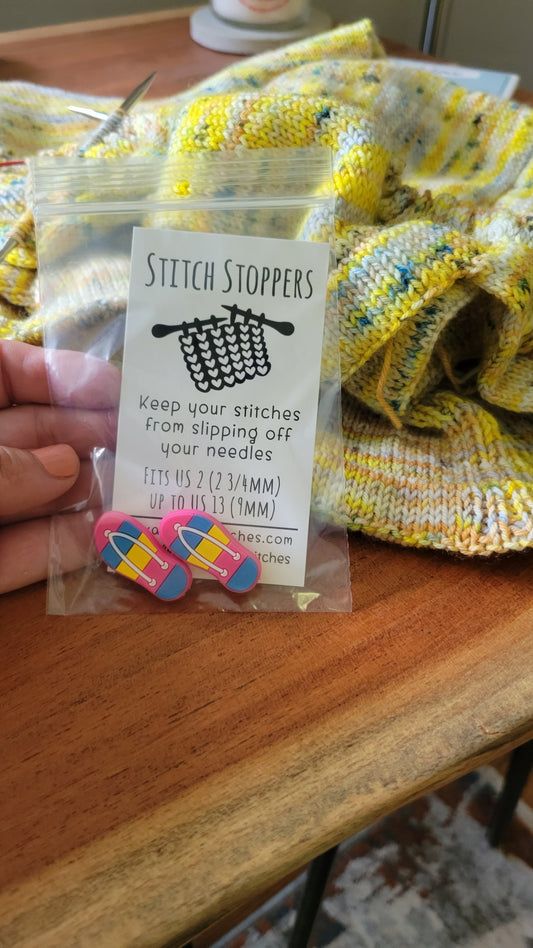 STITCH STOPPERS
Keep your stitches
from slipping off
your needles
FITS US 2 (2 3/4MM)
UP TO US 13 (9MM)